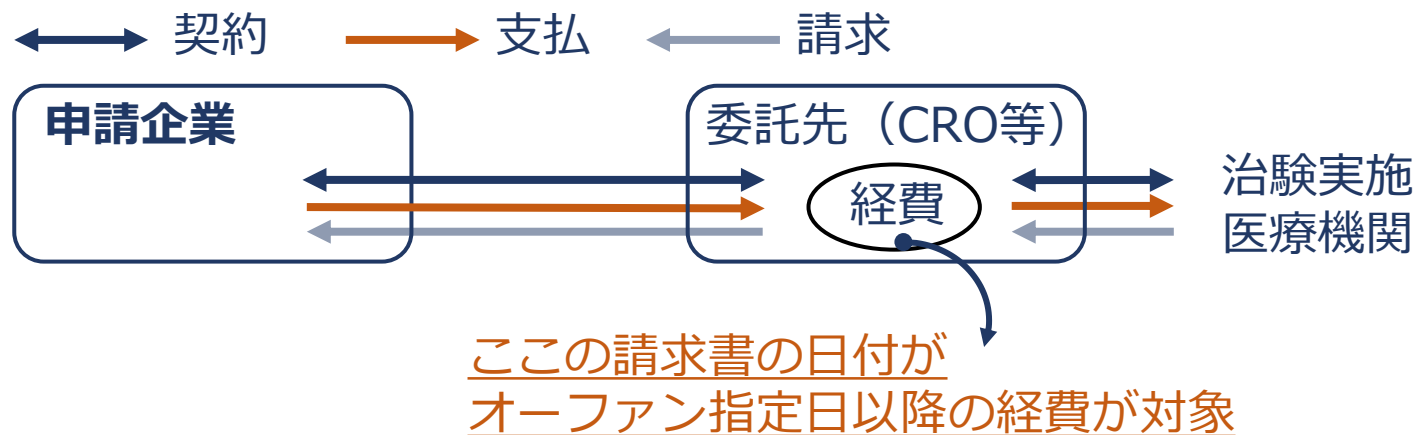 契約 支払 請求
申請企業
委託先（CRO等）
経費
治験実施
医療機関
ここの請求書の日付が
オーファン指定日以降の経費が対象